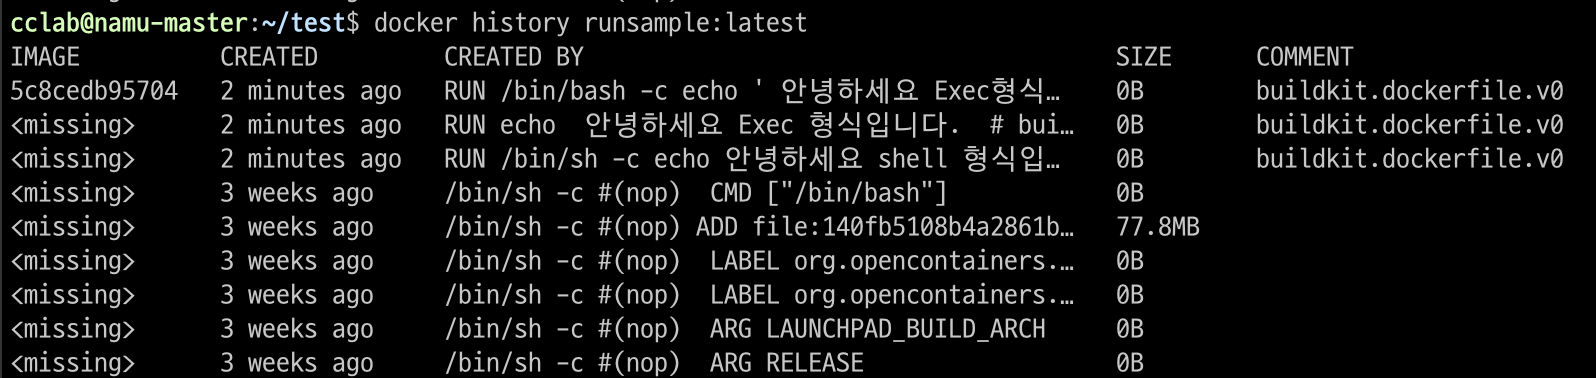 cclab@namu-master:~/test$ docker history runsample:latest
IMAGE CREATED CREATED BY SIZE COMMENT
5c8cedb95704 2 minutes ago RUN /bin/bash -c echo ' 안녕하세요 Exec형식… 0B buildkit.dockerfile.v0
<missing> 2 minutes ago RUN echo  안녕하세요 Exec 형식입니다.  # bui… 0B buildkit.dockerfile.v0
<missing> 2 minutes ago RUN /bin/sh -c echo 안녕하세요 shell 형식입… 0B buildkit.dockerfile.v0
<missing> 3 weeks ago /bin/sh -c #(nop)  CMD ["/bin/bash"] 0B
<missing> 3 weeks ago /bin/sh -c #(nop) ADD file:140fb5108b4a2861b… 77.8MB
<missing> 3 weeks ago /bin/sh -c #(nop)  LABEL org.opencontainers.… 0B
<missing> 3 weeks ago /bin/sh -c #(nop)  LABEL org.opencontainers.… 0B
<missing> 3 weeks ago /bin/sh -c #(nop)  ARG LAUNCHPAD_BUILD_ARCH 0B
<missing> 3 weeks ago /bin/sh -c #(nop)  ARG RELEASE 0B